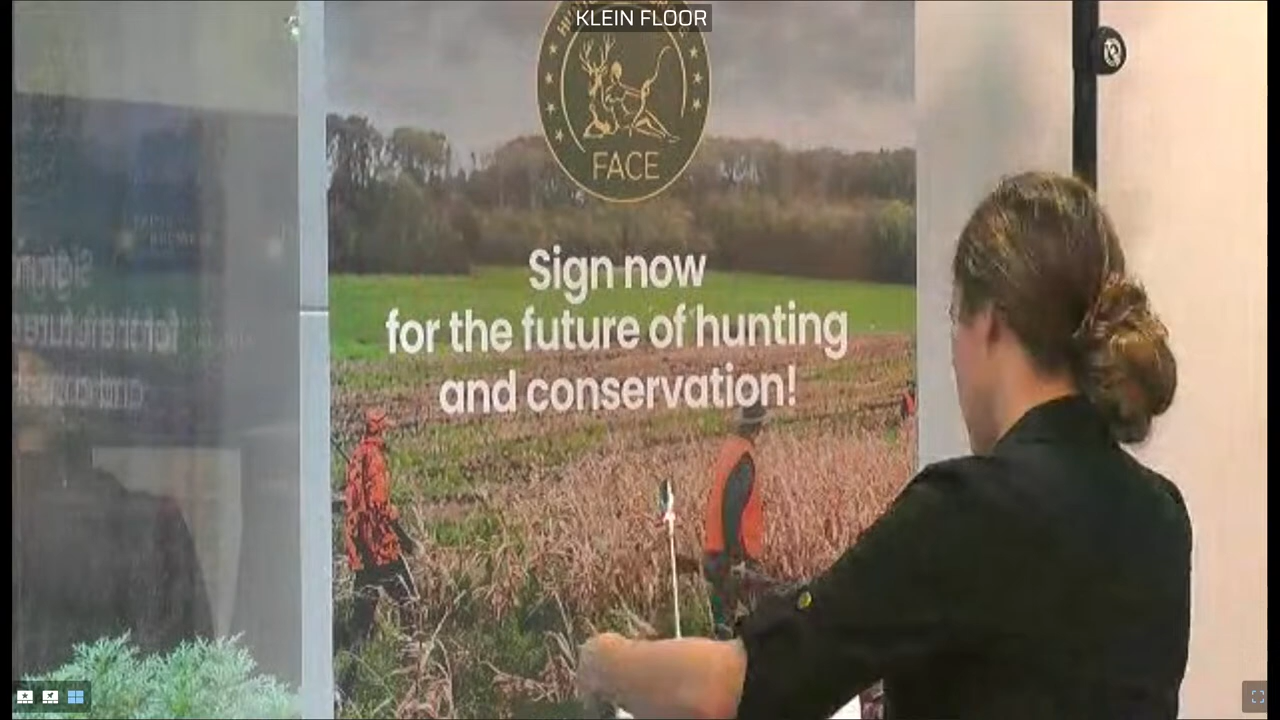 KLEIN FLOOR
FACE
Sign now
for the future of hunting
and conservation!